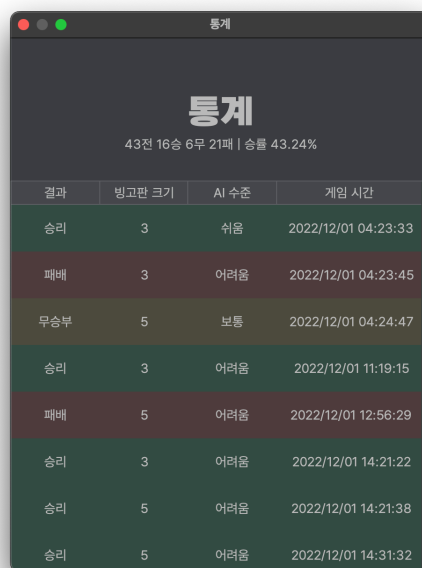 통계
통계
43전 16승 6무 21패 | 승률 43.24%
결과 빙고판 크기 AI 수준 게임 시간
승리 3 쉬움 2022/12/01 04:23:33
패배 3 어려움 2022/12/01 04:23:45
무승부 5 보통 2022/12/01 04:24:47
승리 3 어려움 2022/12/01 11:19:15
패배 5 어려움 2022/12/01 12:56:29
승리 3 어려움 2022/12/01 14:21:22
승리 5 어려움 2022/12/01 14:21:38
승리 5 어려움 2022/12/01 14:31:32